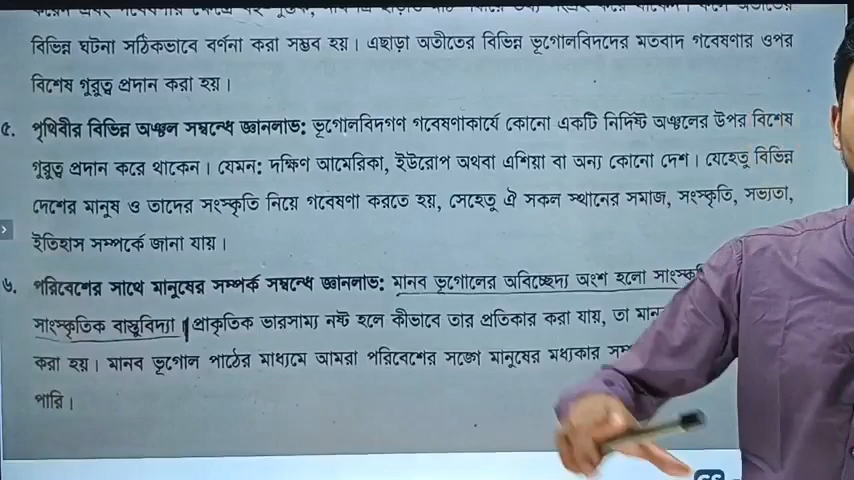 বিভিন্ন ঘটনা সঠিকভাবে বর্ণনা করা সম্ভব হয়। এছাড়া অতীতের বিভিন্ন ভূগোলবিদদের মতবাদ গবেষণার ওপর
বিশেষ গুরুত্ব প্রদান করা হয়।
৫. পৃথিবীর বিভিন্ন অঞ্চল সম্বন্ধে জ্ঞানলাভ: ভূগোলবিদগণ গবেষণাকার্যে কোনো একটি নির্দিষ্ট অঞ্চলের উপর বিশেষ
গুরুত্ব প্রদান করে থাকেন। যেমন: দক্ষিণ আমেরিকা, ইউরোপ অথবা এশিয়া বা অন্য কোনো দেশ। যেহেতু বিভিন্ন
দেশের মানুষ ও তাদের সংস্কৃতি নিয়ে গবেষণা করতে হয়, সেহেতু ঐ সকল স্থানের সমাজ, সংস্কৃতি, সভ্যতা,
ইতিহাস সম্পর্কে জানা যায়।
৬. পরিবেশের সাথে মানুষের সম্পর্ক সম্বন্ধে জ্ঞানলাভ: মানব ভূগোলের অবিচ্ছেদ্য অংশ হলো
সাংস্কৃতিক বাস্তুবিদ্যা। প্রাকৃতিক ভারসাম্য নষ্ট হলে কীভাবে তার প্রতিকার করা যায়, তা
করা হয়। মানব ভূগোল পাঠের মাধ্যমে আমরা পরিবেশের সঙ্গে মানুষের মধ্যকার
পারি।